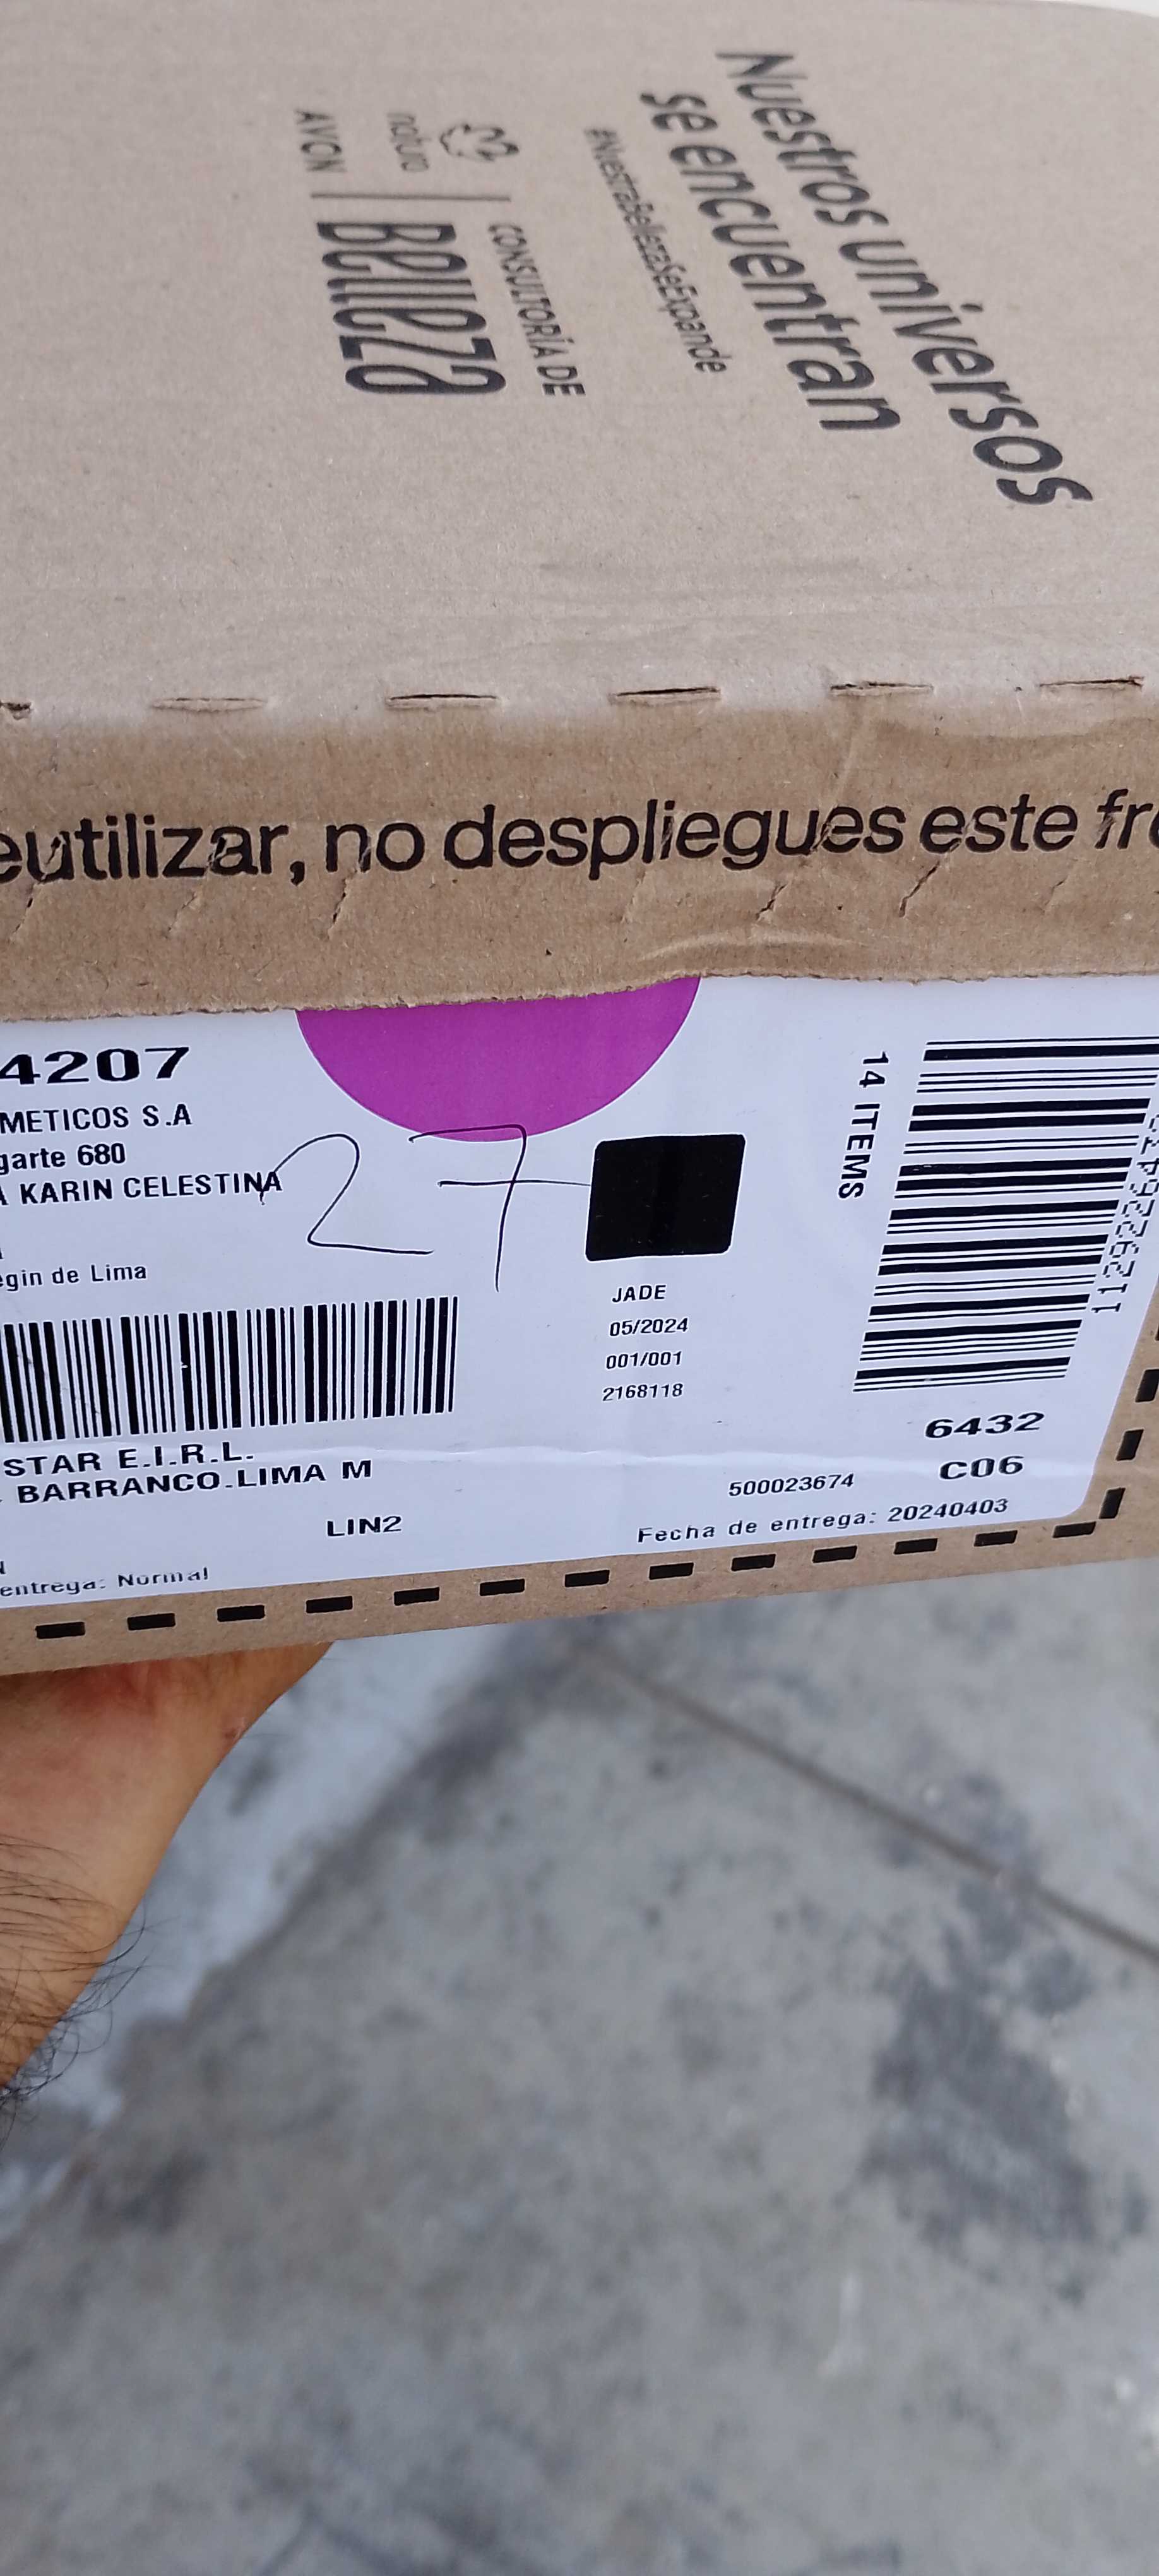 Nuestros universos
se encuentran
#NuestraBellezaSeExpande
natura
AVON
CONSULTORÍA DE
Belleza
eutilizar, no despliegues este fr
4207
METICOS S.A
garte 680
A KARIN CELESTINA
egin de Lima
27
14 ITEMS
JADE
05/2024
001/001
2168118
STAR E.I.R.L.
BARRANCO.LIMA M
LIN2
6432
C06
500023674
Fecha de entrega: 20240403
entrega: Normal